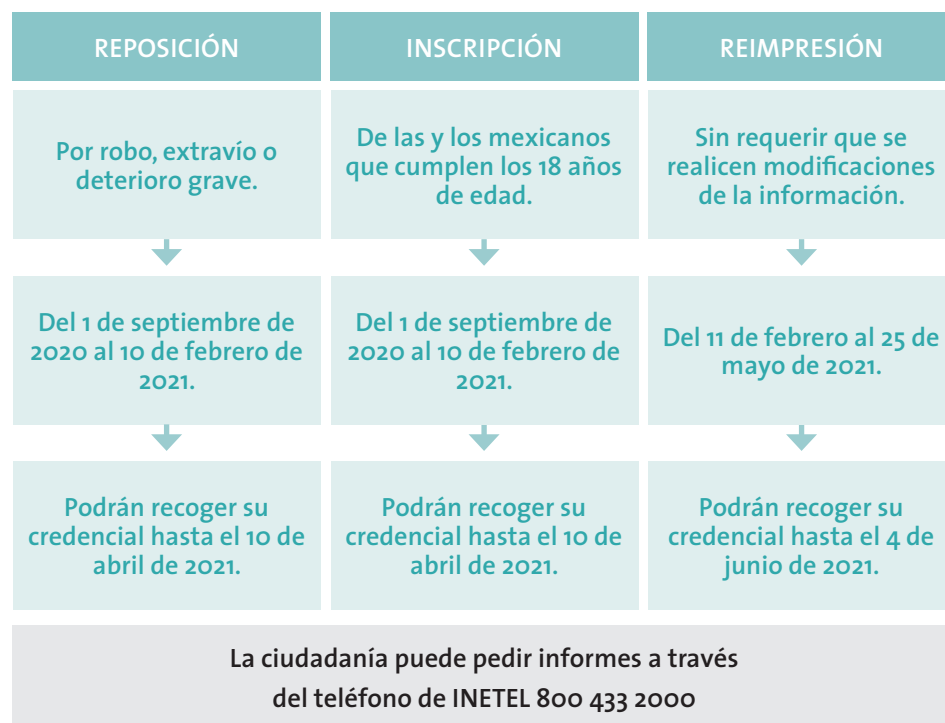 REPOSICIÓN
Por robo, extravío o
deterioro grave.
Del 1 de septiembre de
2020 al 10 de febrero de
2021.
Podrán recoger su
credencial hasta el 10 de
abril de 2021.
INSCRIPCIÓN
De las y los mexicanos
que cumplen los 18 años
de edad.
Del 1 de septiembre de
2020 al 10 de febrero de
2021.
Podrán recoger su
credencial hasta el 10 de
abril de 2021.
REIMPRESIÓN
Sin requerir que se
realicen modificaciones
de la información.
Del 11 de febrero al 25 de
mayo de 2021.
Podrán recoger su
credencial hasta el 4 de
junio de 2021.
La ciudadanía puede pedir informes a través
del teléfono de INETEL 800 433 2000